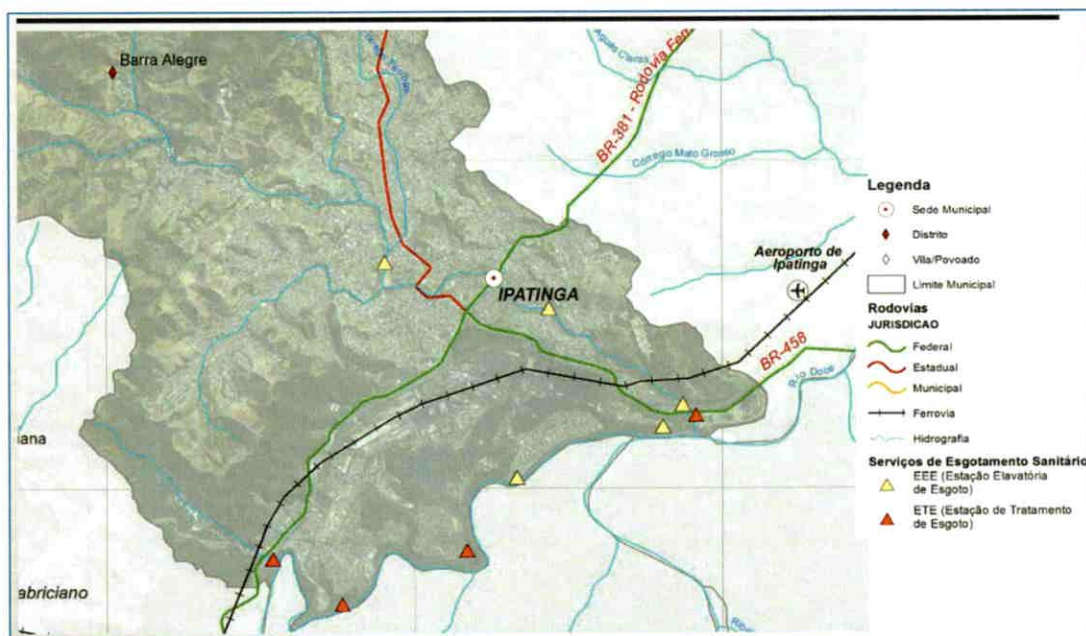 Barra Alegre
BR-381 - Rodovia Fern
Córrego Mato Grosso
IPATINGA
Aeroporto de
Ipatinga
BR-458
Rio Doce
iana
abriciano
Legenda
Sede Municipal
Distrito
Vila/Povoado
Limite Municipal
Rodovias
JURISDICAO
Federal
Estadual
Municipal
Ferrovia
Hidrografia
Serviços de Esgotamento Sanitário
EEE (Estação Elavatória
de Esgoto)
ETE (Estação de Tratamento
de Esgoto)